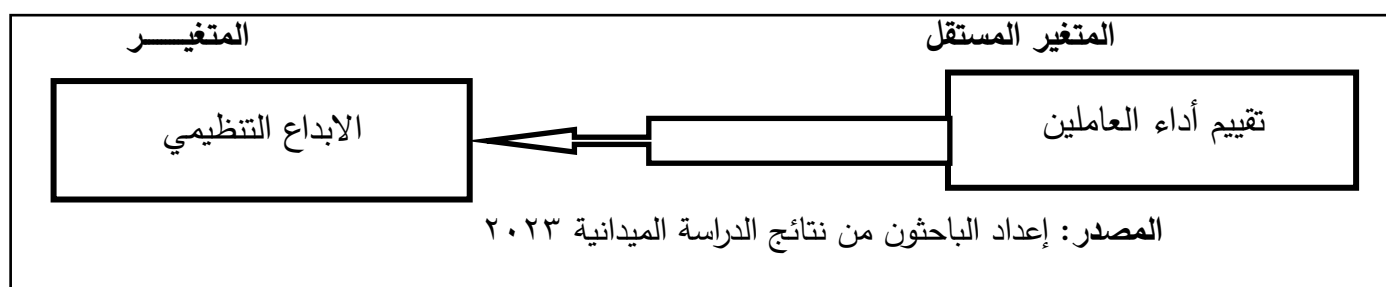 المتغير المستقل
المتغيـــــر
تقييم أداء العاملين
الابداع التنظيمي
المصدر: إعداد الباحثون من نتائج الدراسة الميدانية ٢٠٢٣